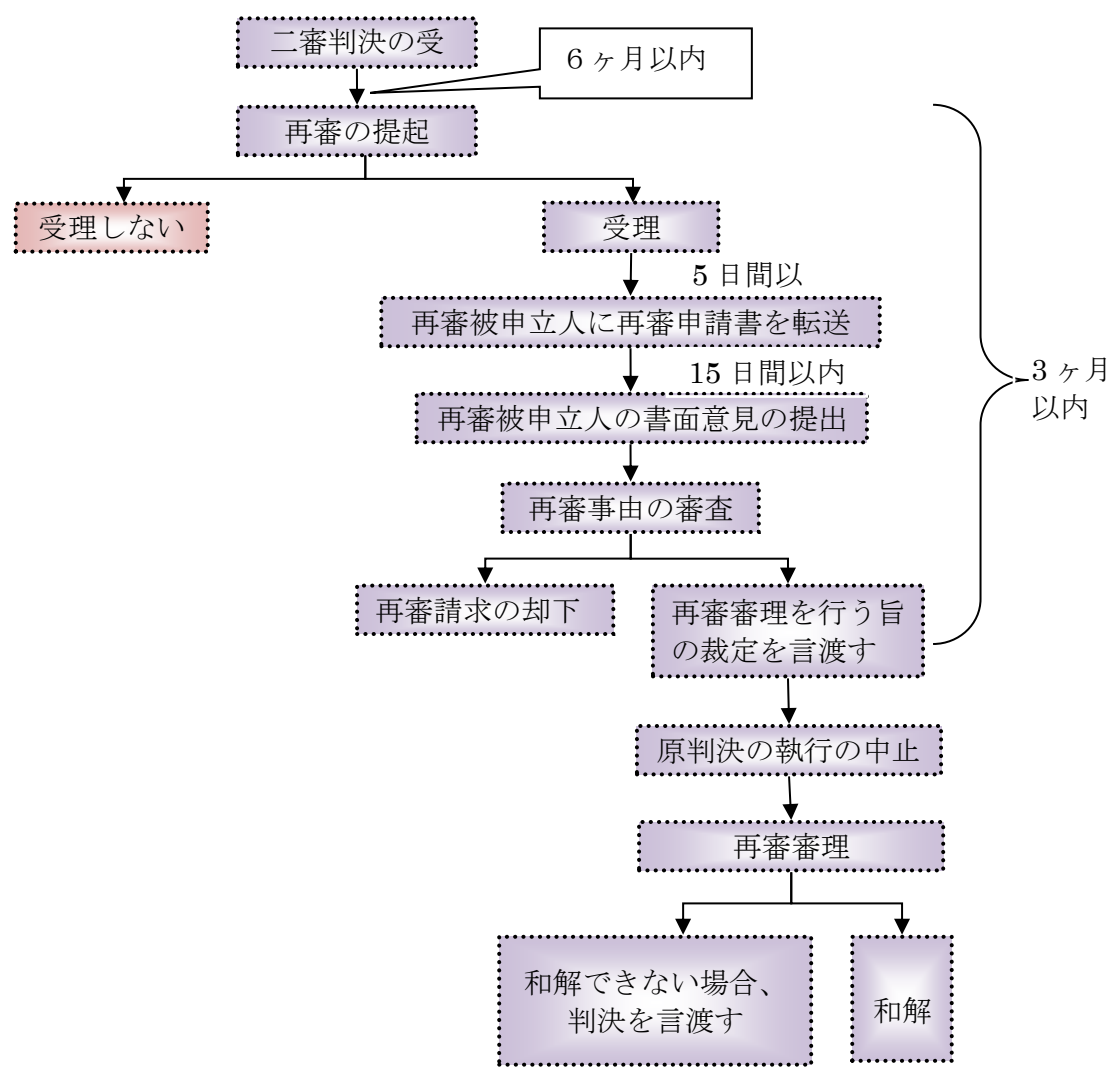 二審判決の受
6ヶ月以内
再審の提起
受理しない
受理
5日間以
再審被申立人に再審申請書を転送
15日間以内
再審被申立人の書面意見の提出
3ヶ月
以内
再審事由の審査
再審請求の却下
再審審理を行う旨
の裁定を言渡す
原判決の執行の中止
再審審理
和解できない場合、
判決を言渡す
和解